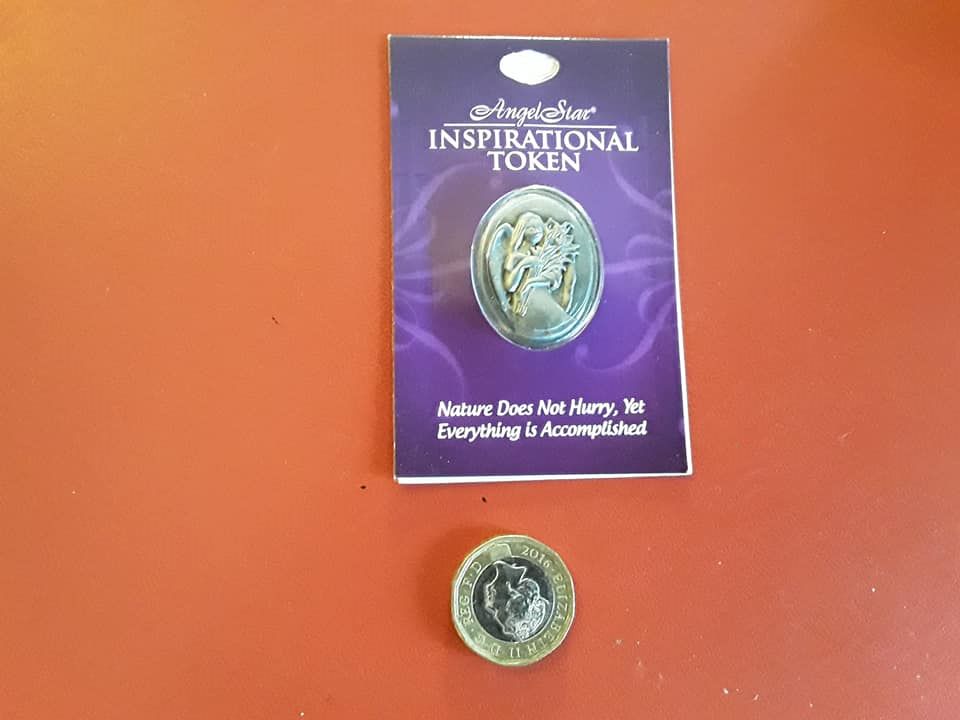 AngelStar®
INSPIRATIONAL
TOKEN
Nature Does Not Hurry, Yet
Everything is Accomplished
2016 · ELIZABETH II · D · G · REG · F · D